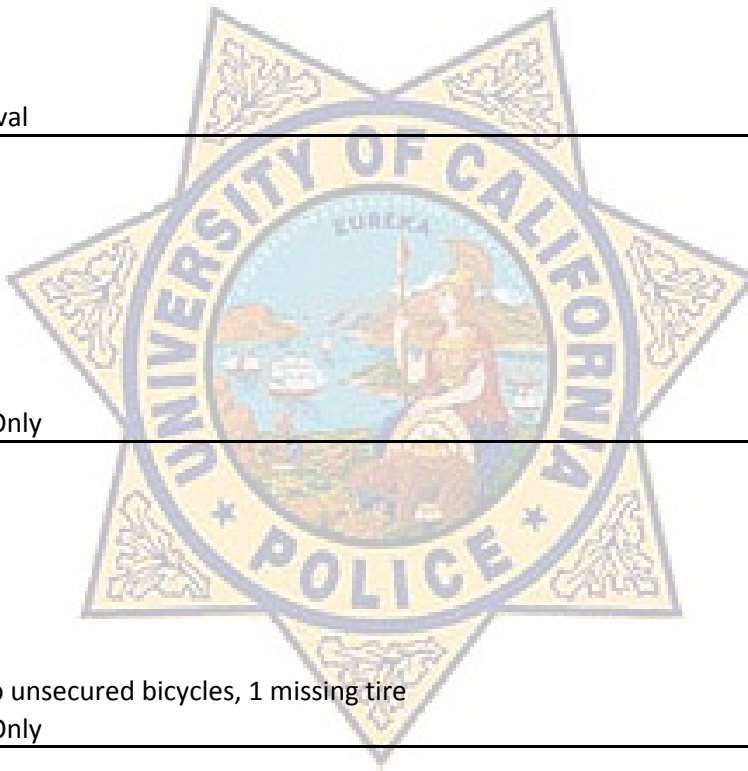 val
UNIVERSITY OF CALIFORNIA
EUREKA
Only
POLICE
o unsecured bicycles, 1 missing tire
Only